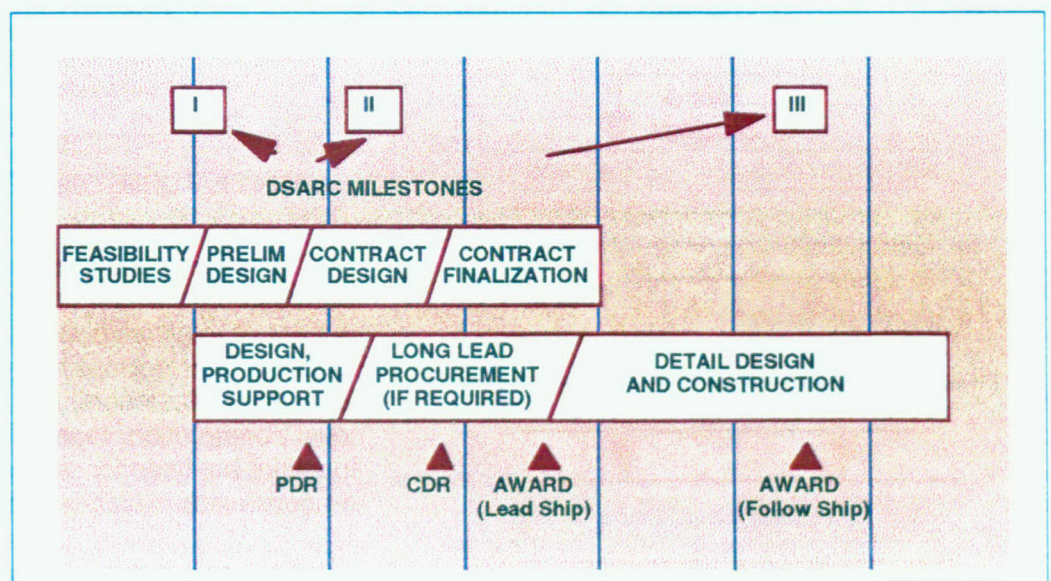 I
II
III
DSARC MILESTONES
FEASIBILITY
STUDIES
PRELIM
DESIGN
CONTRACT
DESIGN
CONTRACT
FINALIZATION
DESIGN,
PRODUCTION
SUPPORT
LONG LEAD
PROCUREMENT
(IF REQUIRED)
DETAIL DESIGN
AND CONSTRUCTION
PDR
CDR
AWARD
(Lead Ship)
AWARD
(Follow Ship)